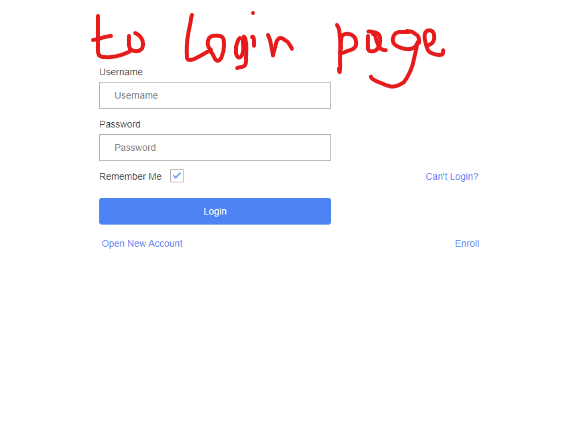 to Login page
Username
Username
Password
Password
Remember Me Can't Login?
Login
Open New Account Enroll